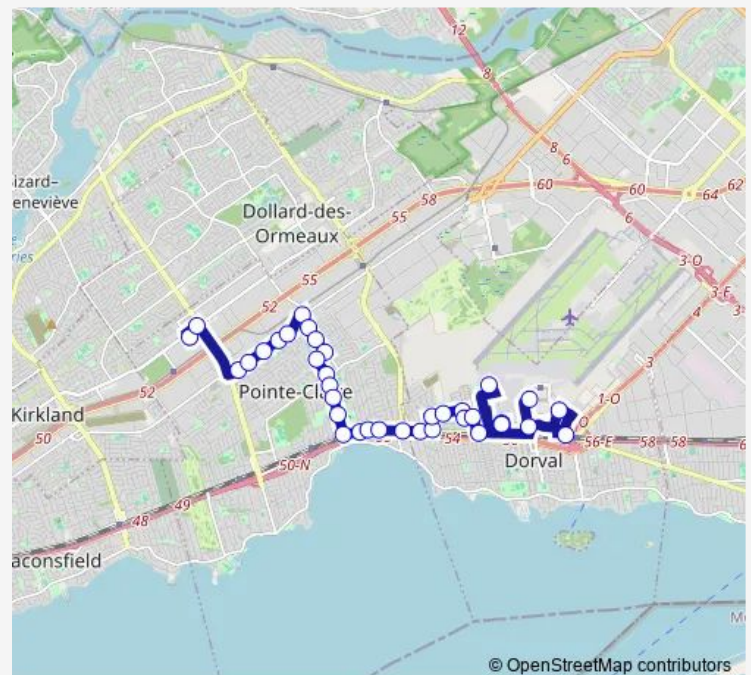 12
8
8
6
60
60
64
62
58
55
6
izard–
eneviève
Dollard-des-
Ormeaux
3-O
ies
55
3-E
52
4
3
52
Pointe-Claire
1-O
Kirkland
50
O
54
56-E
58
58
50-N
Dorval
49
48
aconsfield
© OpenStreetMap contributors